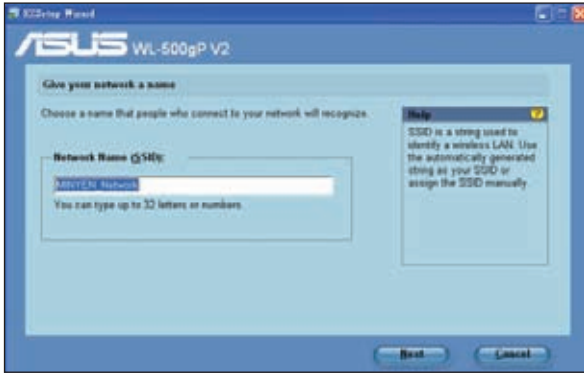 EZSetup Wizard
ASUS WL-500gP V2
Give your network a name
Choose a name that people who connect to your network will recognize.
Network Name (SSID):
MINYEN Network
You can type up to 32 letters or numbers.
Help
SSID is a string used to
identify a wireless LAN. Use
the automatically generated
string as your SSID or
assign the SSID manually.
Next
Cancel